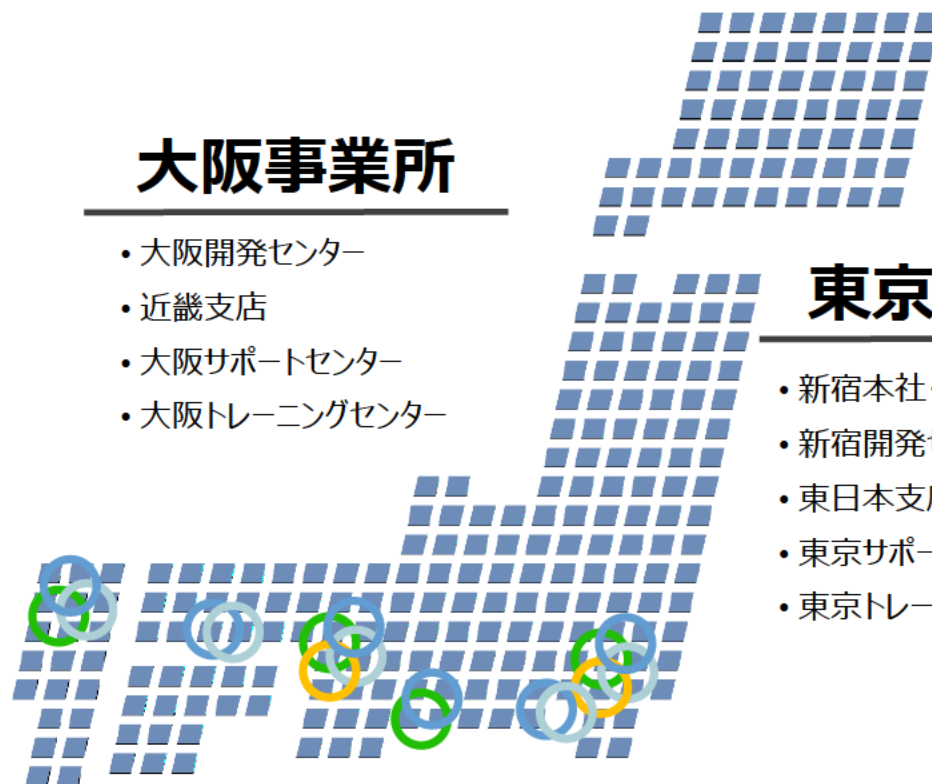 大阪事業所
• 大阪開発センター
• 近畿支店
• 大阪サポートセンター
• 大阪トレーニングセンター
東京
• 新宿本社
• 新宿開発
• 東日本支
• 東京サポー
• 東京トレー